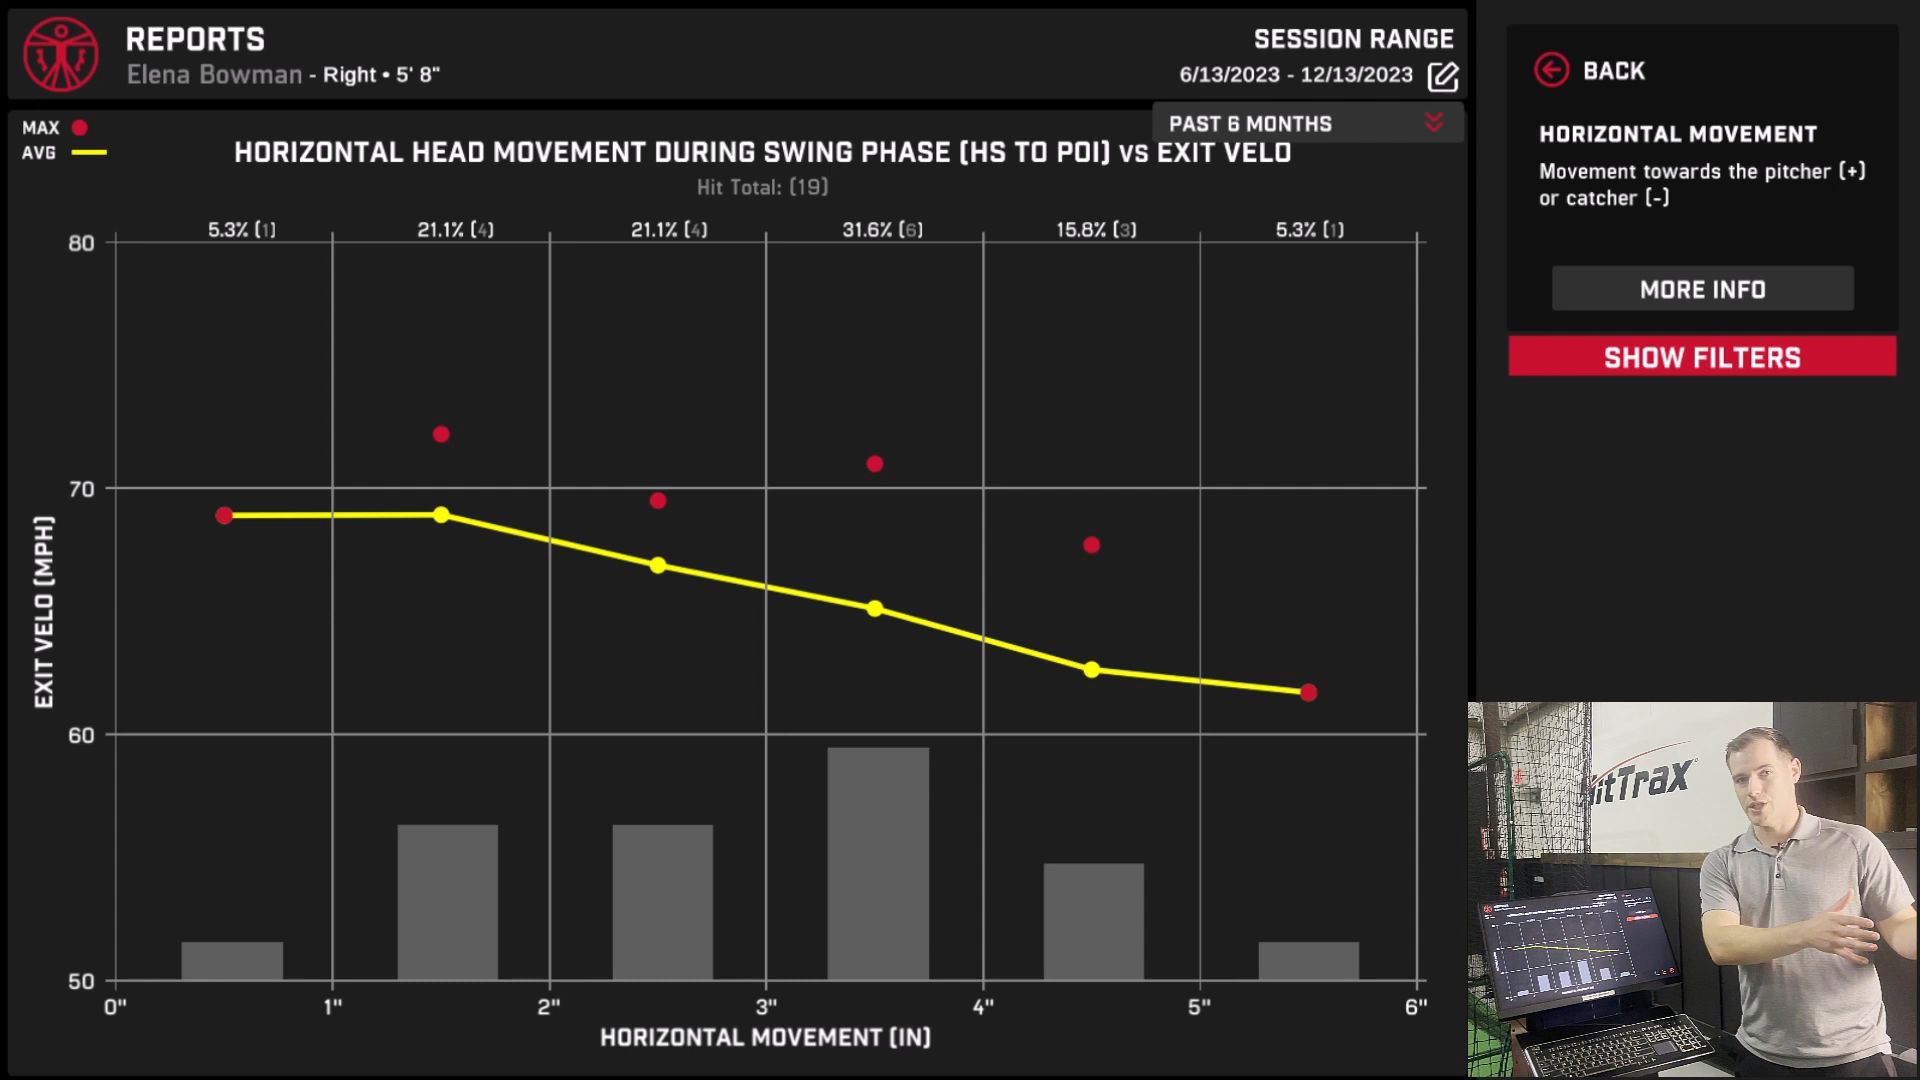 REPORTS
Elena Bowman - Right • 5' 8"
SESSION RANGE
6/13/2023 - 12/13/2023
PAST 6 MONTHS
MAX
AVG
HORIZONTAL HEAD MOVEMENT DURING SWING PHASE (HS TO POI) vs EXIT VELO
Hit Total: (19)
5.3% (1) 21.1% (4) 21.1% (4) 31.6% (6) 15.8% (3) 5.3% (1)
80
70
60
50
EXIT VELO (MPH)
0" 1" 2" 3" 4" 5" 6"
HORIZONTAL MOVEMENT (IN)
BACK
HORIZONTAL MOVEMENT
Movement towards the pitcher (+)
or catcher (-)
MORE INFO
SHOW FILTERS
HitTrax